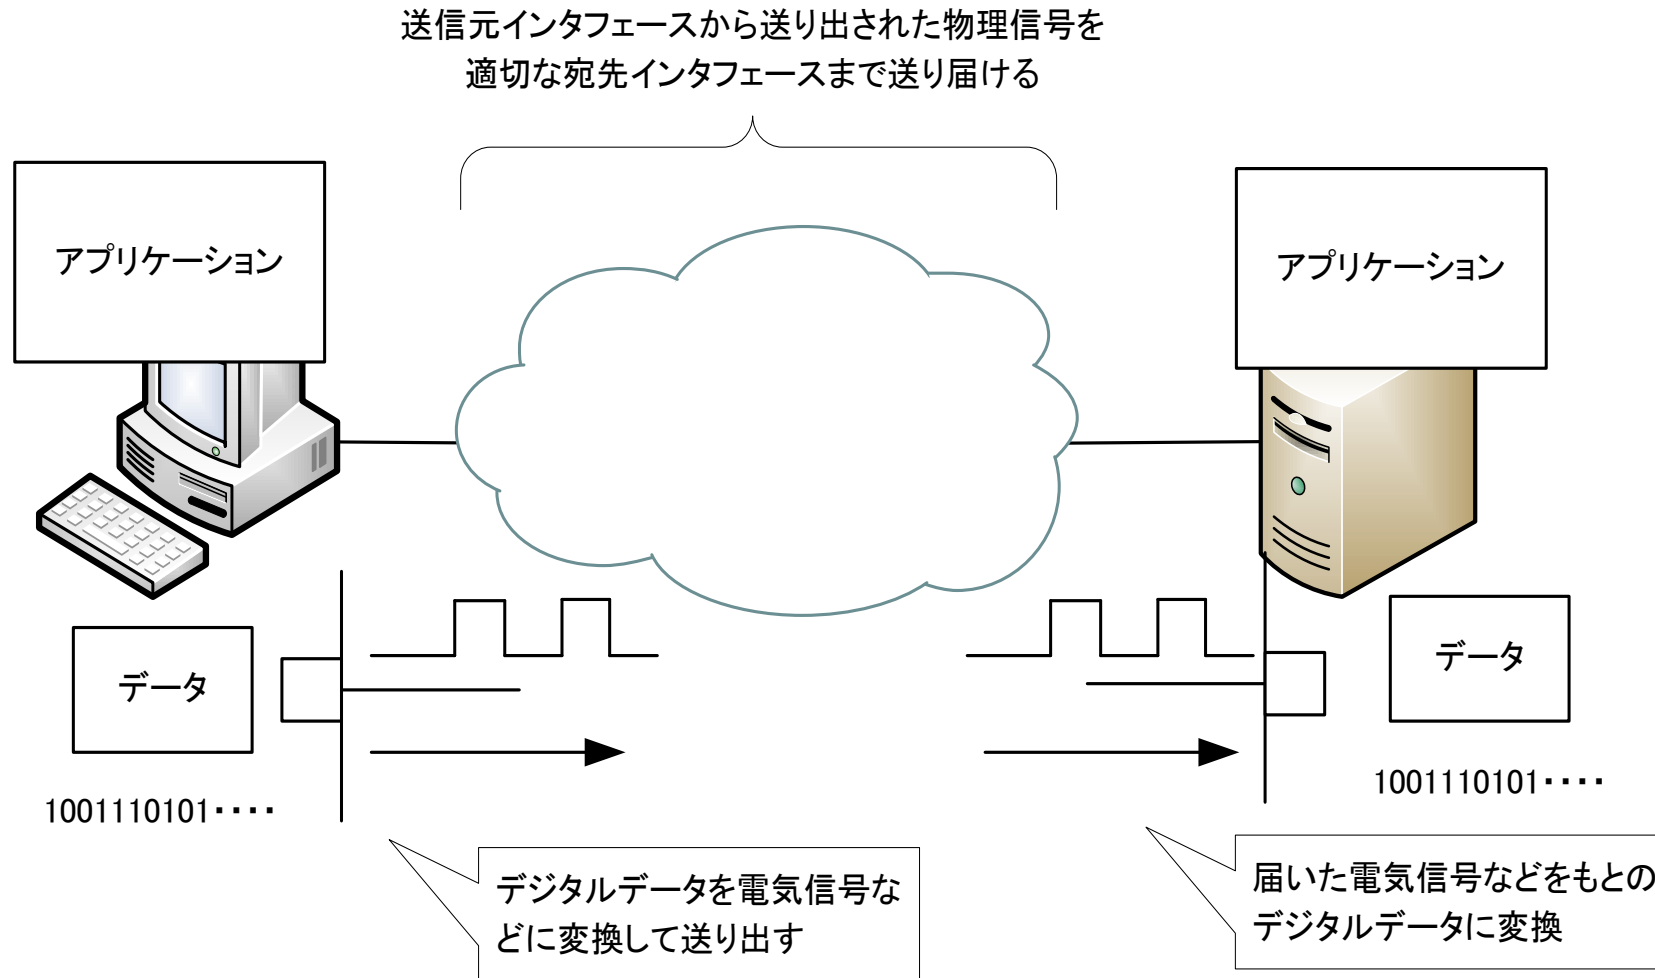 送信元インタフェースから送り出された物理信号を
適切な宛先インタフェースまで送り届ける
アプリケーション
アプリケーション
データ
データ
1001110101････
1001110101････
デジタルデータを電気信号な
どに変換して送り出す
届いた電気信号などをもとの
デジタルデータに変換